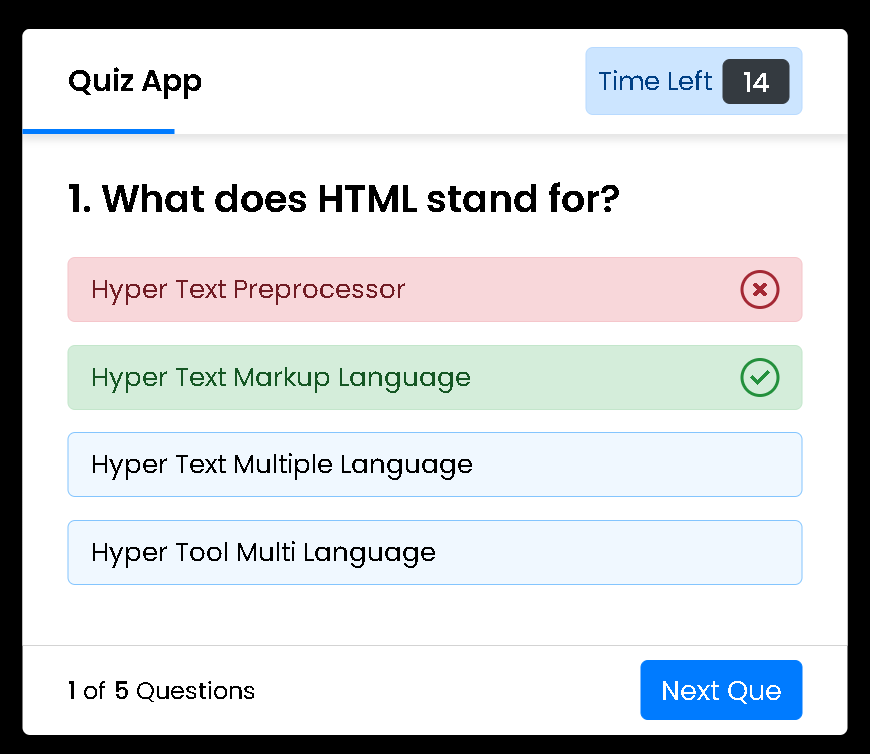 Quiz App
Time Left 14
1. What does HTML stand for?
Hyper Text Preprocessor
Hyper Text Markup Language
Hyper Text Multiple Language
Hyper Tool Multi Language
1 of 5 Questions
Next Que